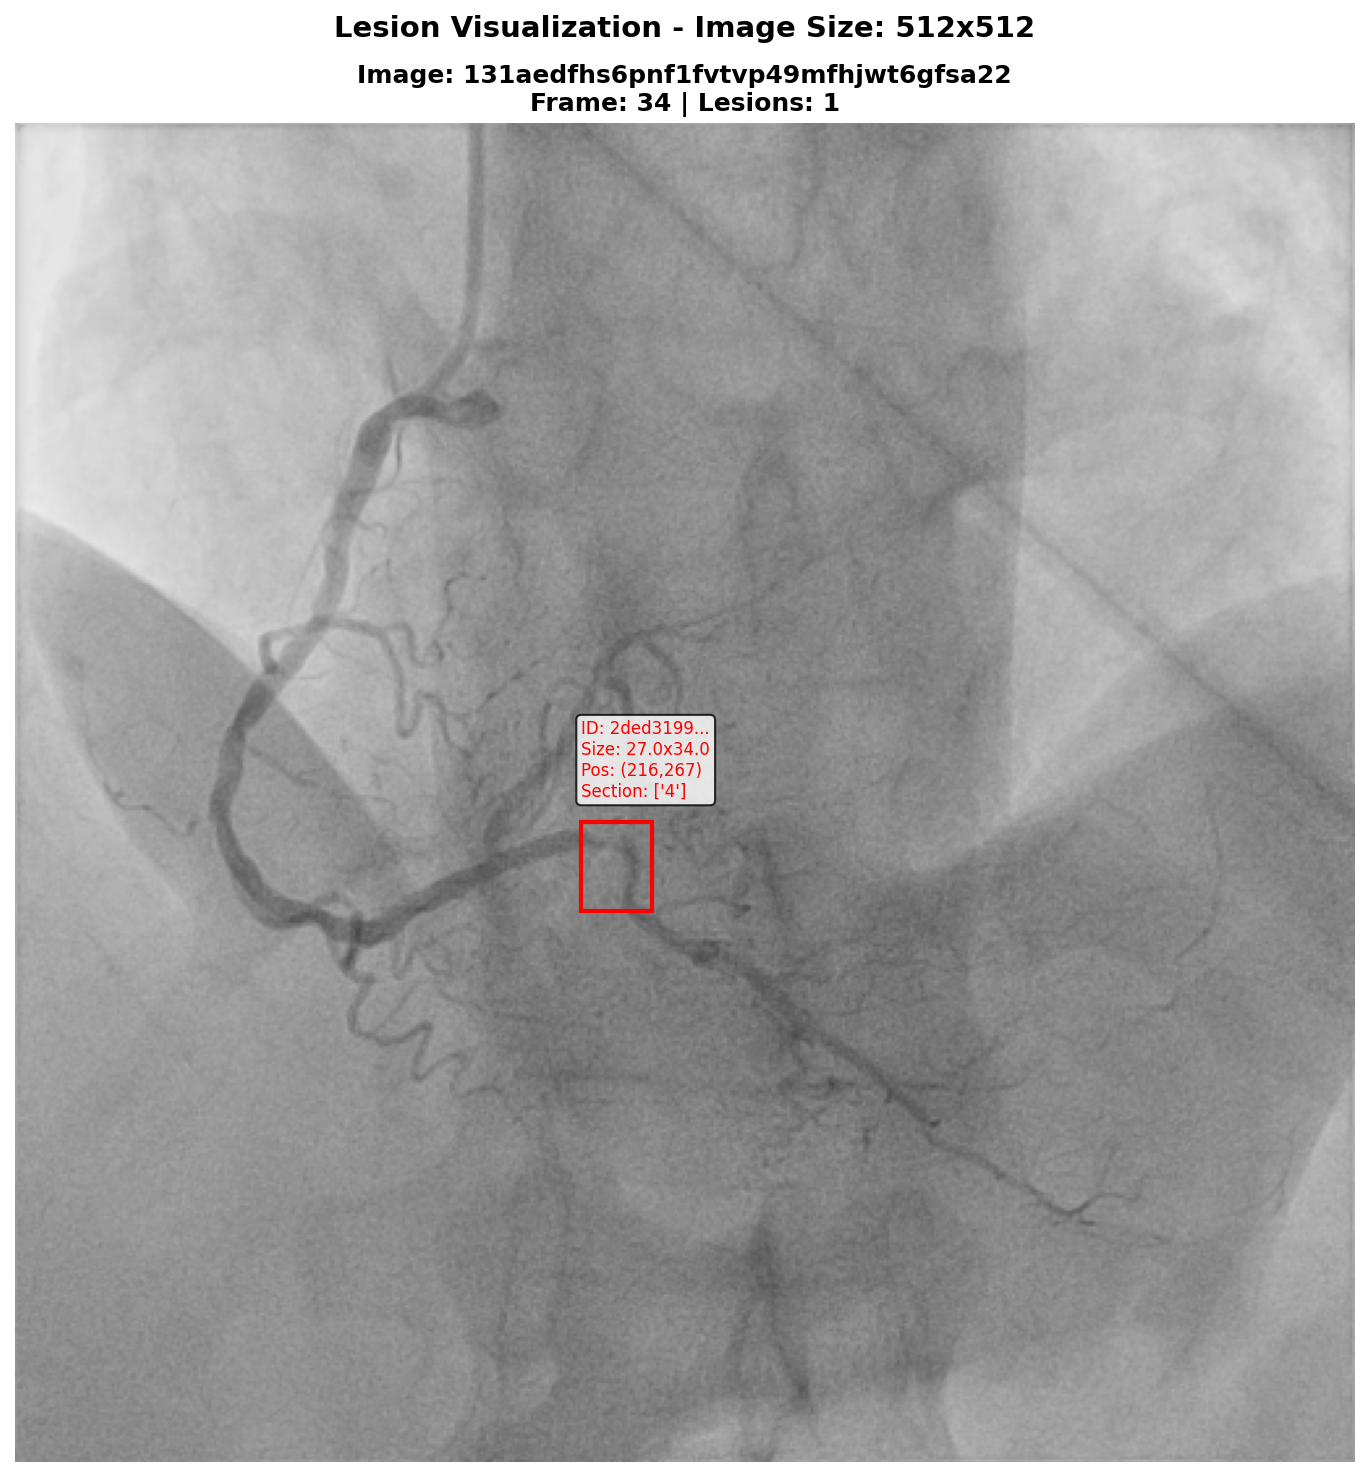 Lesion Visualization - Image Size: 512x512
Image: 131aedfhs6pnf1fvtvp49mfhjwt6gfsa22
Frame: 34 | Lesions: 1
ID: 2ded3199...
Size: 27.0x34.0
Pos: (216,267)
Section: ['4']